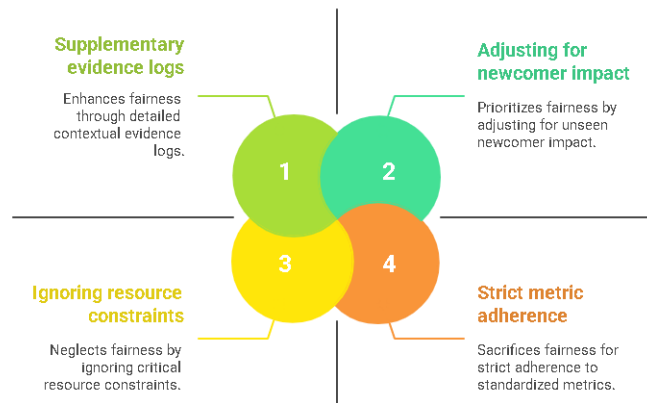 Supplementary
evidence logs
Enhances fairness
through detailed
contextual evidence
logs.
Adjusting for
newcomer impact
Prioritizes fairness by
adjusting for unseen
newcomer impact.
1
2
3
4
Ignoring resource
constraints
Neglects fairness by
ignoring critical
resource constraints.
Strict metric
adherence
Sacrifices fairness for
strict adherence to
standardized metrics.